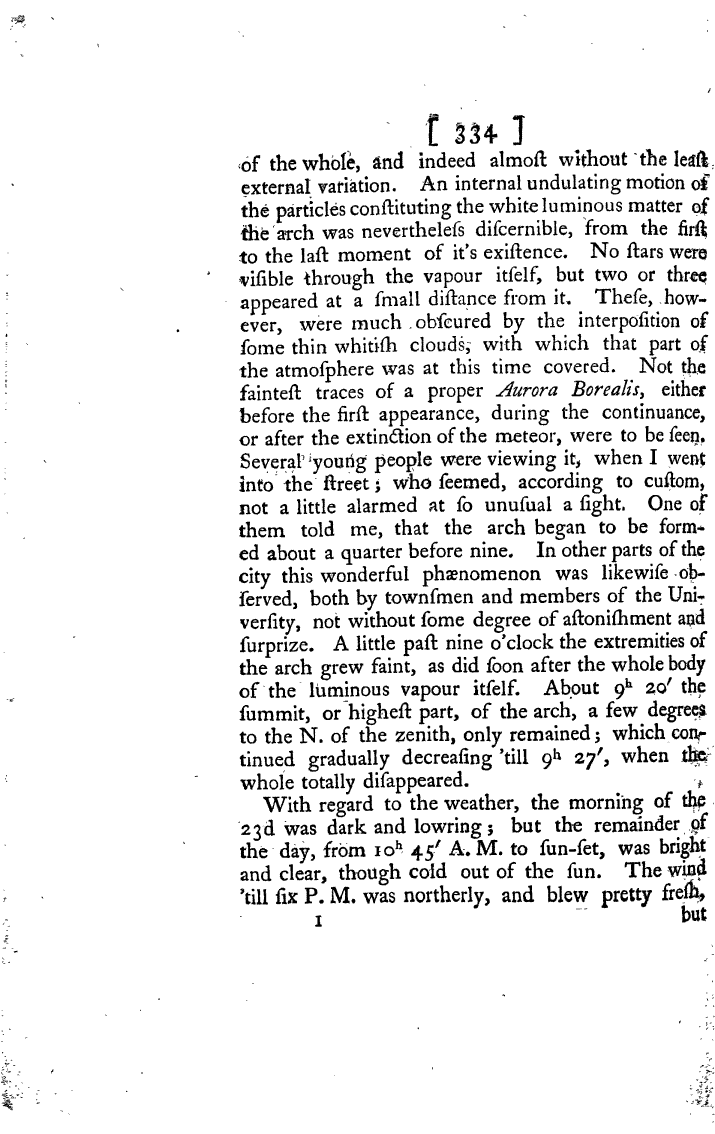 [ 334 ]
of the whole, and indeed almoſt without the leaſt
external variation. An internal undulating motion of
the particles conſtituting the white luminous matter of
the arch was nevertheleſs diſcernible, from the firſt
to the laſt moment of it's exiſtence. No ſtars were
viſible through the vapour itſelf, but two or three
appeared at a ſmall diſtance from it. Theſe, how-
ever, were much obſcured by the interpoſition of
ſome thin whitiſh clouds, with which that part of
the atmoſphere was at this time covered. Not the
fainteſt traces of a proper Aurora Borealis, either
before the firſt appearance, during the continuance,
or after the extinction of the meteor, were to be ſeen.
Several young people were viewing it, when I went
into the ſtreet; who ſeemed, according to cuſtom,
not a little alarmed at ſo unuſual a ſight. One of
them told me, that the arch began to be form-
ed about a quarter before nine. In other parts of the
city this wonderful phænomenon was likewiſe ob-
ſerved, both by townſmen and members of the Uni-
verſity, not without ſome degree of aſtoniſhment and
ſurprize. A little paſt nine o'clock the extremities of
the arch grew faint, as did ſoon after the whole body
of the luminous vapour itſelf. About 9ʰ 20′ the
ſummit, or higheſt part, of the arch, a few degrees
to the N. of the zenith, only remained; which con-
tinued gradually decreaſing 'till 9ʰ 27′, when the
whole totally diſappeared.
With regard to the weather, the morning of the
23d was dark and lowring; but the remainder of
the day, from 10ʰ 45′ A. M. to ſun-ſet, was bright
and clear, though cold out of the ſun. The wind
'till ſix P. M. was northerly, and blew pretty freſh,
I but